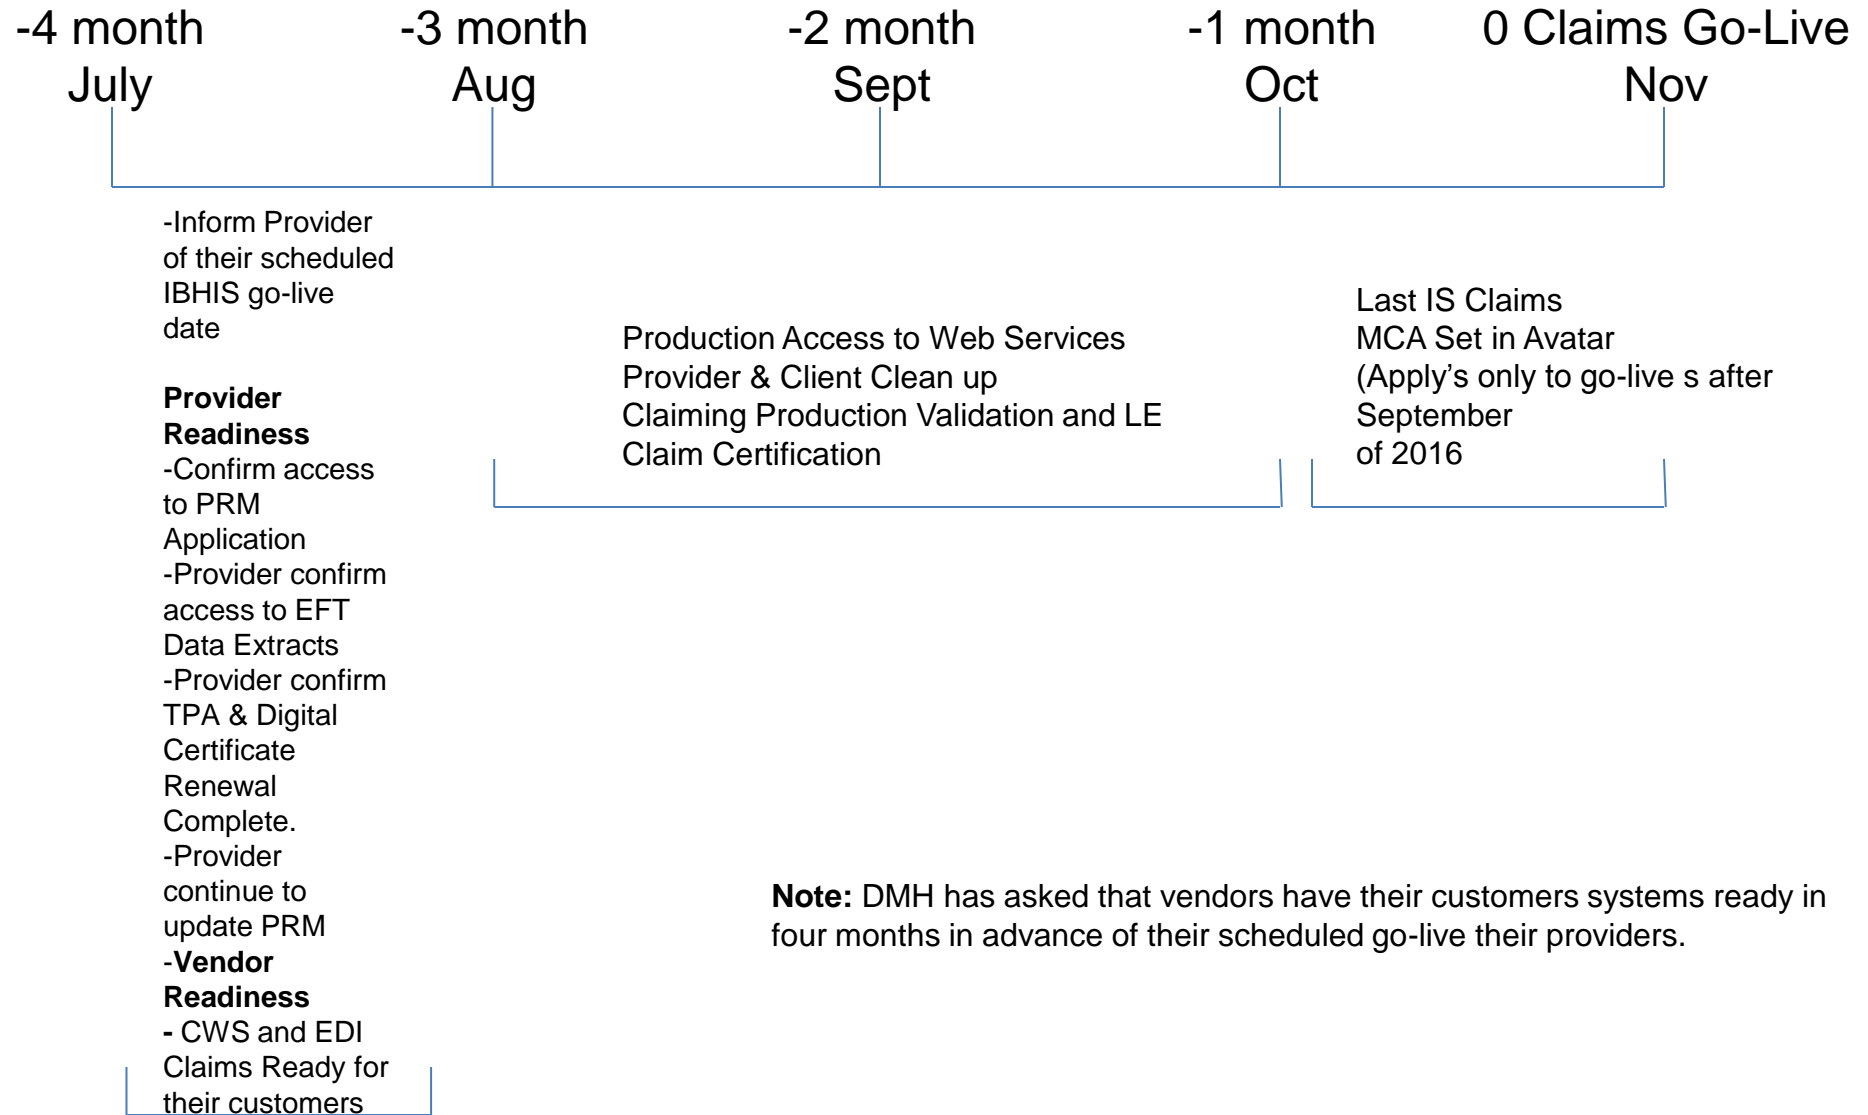 -4 month
July
-3 month
Aug
-2 month
Sept
-1 month
Oct
0 Claims Go-Live
Nov
-Inform Provider
of their scheduled
IBHIS go-live
date
Provider
Readiness
-Confirm access
to PRM
Application
-Provider confirm
access to EFT
Data Extracts
-Provider confirm
TPA & Digital
Certificate
Renewal
Complete.
-Provider
continue to
update PRM
-Vendor
Readiness
- CWS and EDI
Claims Ready for
their customers
Production Access to Web Services
Provider & Client Clean up
Claiming Production Validation and LE
Claim Certification
Last IS Claims
MCA Set in Avatar
(Apply’s only to go-live s after
September
of 2016
Note: DMH has asked that vendors have their customers systems ready in
four months in advance of their scheduled go-live their providers.